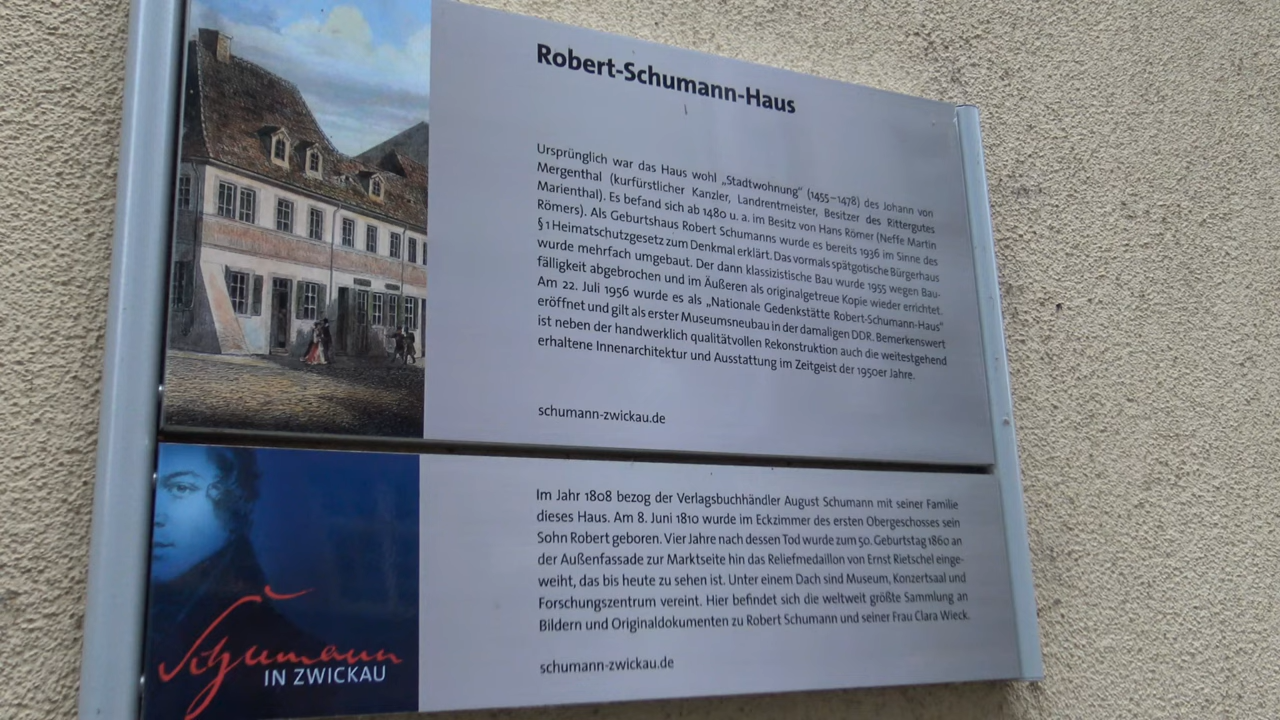 Robert-Schumann-Haus
Ursprünglich war das Haus wohl „Stadtwohnung“ (1455–1478) des Johann von
Mergenthal (kurfürstlicher Kanzler, Landrentmeister, Besitzer des Rittergutes
Marienthal). Es befand sich ab 1480 u. a. im Besitz von Hans Römer (Neffe Martin
Römers). Als Geburtshaus Robert Schumanns wurde es bereits 1936 im Sinne des
§ 1 Heimatschutzgesetz zum Denkmal erklärt. Das vormals spätgotische Bürgerhaus
wurde mehrfach umgebaut. Der dann klassizistische Bau wurde 1955 wegen Bau-
fälligkeit abgebrochen und im Äußeren als originalgetreue Kopie wieder errichtet.
Am 22. Juli 1956 wurde es als „Nationale Gedenkstätte Robert-Schumann-Haus“
eröffnet und gilt als erster Museumsneubau in der damaligen DDR. Bemerkenswert
ist neben der handwerklich qualitätvollen Rekonstruktion auch die weitestgehend
erhaltene Innenarchitektur und Ausstattung im Zeitgeist der 1950er Jahre.
schumann-zwickau.de
Im Jahr 1808 bezog der Verlagsbuchhändler August Schumann mit seiner Familie
dieses Haus. Am 8. Juni 1810 wurde im Eckzimmer des ersten Obergeschosses sein
Sohn Robert geboren. Vier Jahre nach dessen Tod wurde zum 50. Geburtstag 1860 an
der Außenfassade zur Marktseite hin das Reliefmedaillon von Ernst Rietschel einge-
weiht, das bis heute zu sehen ist. Unter einem Dach sind Museum, Konzertsaal und
Forschungszentrum vereint. Hier befindet sich die weltweit größte Sammlung an
Bildern und Originaldokumenten zu Robert Schumann und seiner Frau Clara Wieck.
schumann-zwickau.de
Schumann
IN ZWICKAU